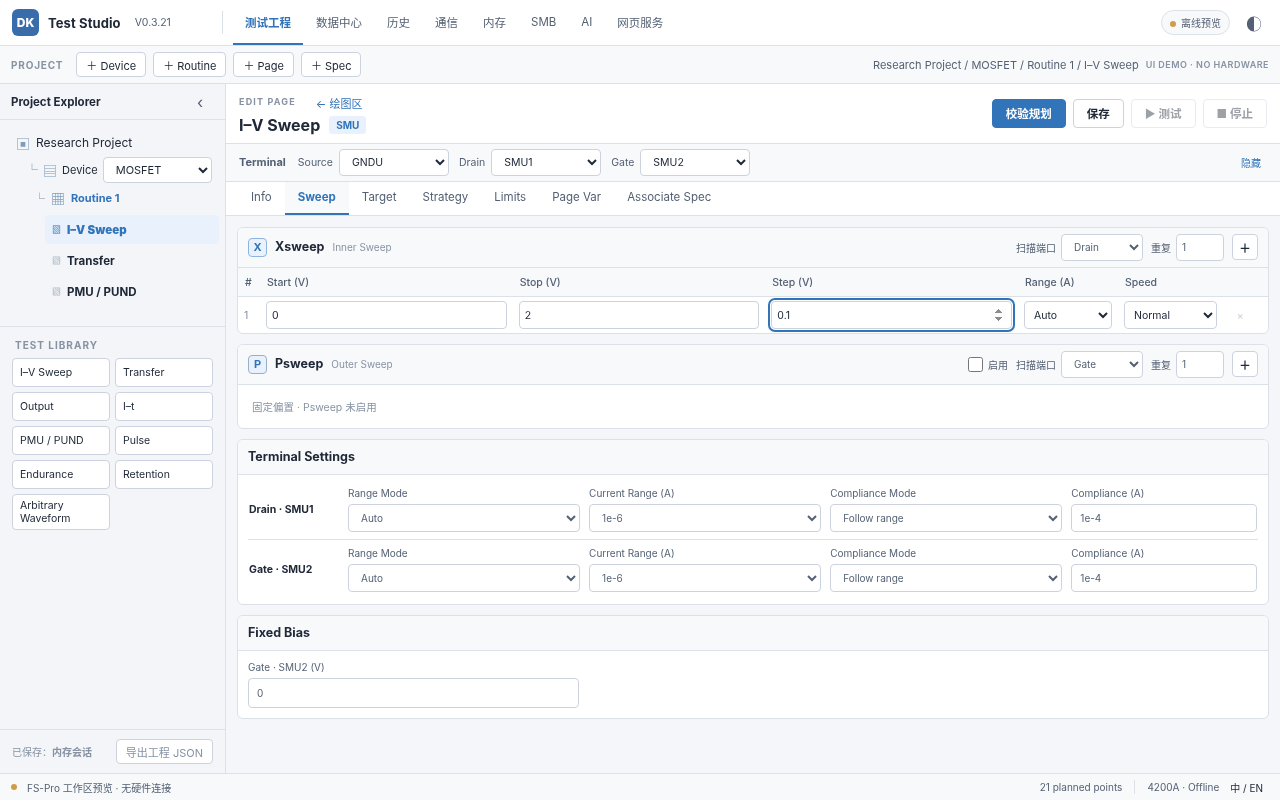 DK Test Studio V0.3.21 测试工程 数据中心 历史 通信 内存 SMB AI 网页服务 离线预览
PROJECT + Device + Routine + Page + Spec Research Project / MOSFET / Routine 1 / I–V Sweep UI DEMO · NO HARDWARE
Project Explorer
Research Project
Device MOSFET
Routine 1
I–V Sweep
Transfer
PMU / PUND
TEST LIBRARY
I–V Sweep Transfer
Output I–t
PMU / PUND Pulse
Endurance Retention
Arbitrary
Waveform
已保存: 内存会话 导出工程 JSON
EDIT PAGE ← 绘图区
I–V Sweep SMU 校验规划 保存 ▶ 测试 ■ 停止
Terminal Source GNDU Drain SMU1 Gate SMU2 隐藏
Info Sweep Target Strategy Limits Page Var Associate Spec
X Xsweep Inner Sweep 扫描端口 Drain 重复 1 +
# Start (V) Stop (V) Step (V) Range (A) Speed
1 0 2 0.1 Auto Normal ×
P Psweep Outer Sweep 启用 扫描端口 Gate 重复 1 +
固定偏置 · Psweep 未启用
Terminal Settings
Range Mode Current Range (A) Compliance Mode Compliance (A)
Drain · SMU1 Auto 1e-6 Follow range 1e-4
Range Mode Current Range (A) Compliance Mode Compliance (A)
Gate · SMU2 Auto 1e-6 Follow range 1e-4
Fixed Bias
Gate · SMU2 (V)
0
FS-Pro 工作区预览 · 无硬件连接 21 planned points 4200A · Offline 中 / EN